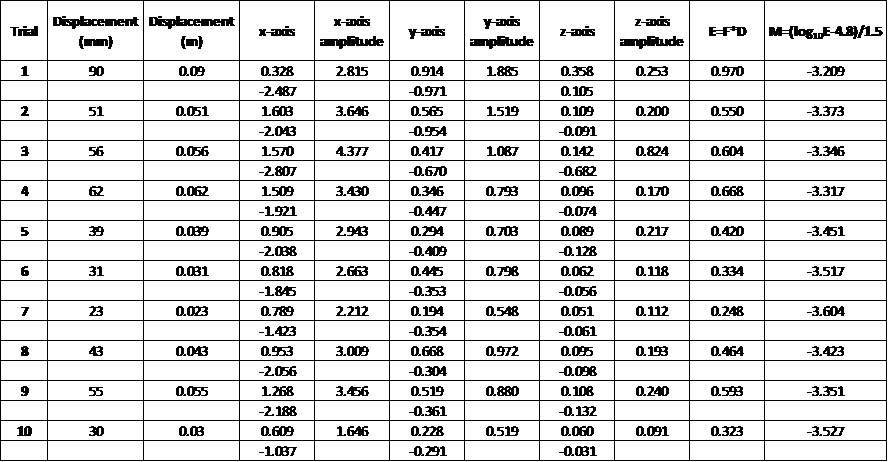 Trial Displacement (mm) Displacement (m) x-axis x-axis amplitude y-axis y-axis amplitude z-axis z-axis amplitude E=F*D M=(log10E-4.8)/1.5
1 90 0.09 0.328 2.815 0.914 1.885 0.358 0.253 0.970 -3.209
-2.487 -0.971 0.105
2 51 0.051 1.603 3.646 0.565 1.519 0.109 0.200 0.550 -3.373
-2.043 -0.954 -0.091
3 56 0.056 1.570 4.377 0.417 1.087 0.142 0.824 0.604 -3.346
-2.807 -0.670 -0.682
4 62 0.062 1.509 3.430 0.346 0.793 0.096 0.170 0.668 -3.317
-1.921 -0.447 -0.074
5 39 0.039 0.905 2.943 0.294 0.703 0.089 0.217 0.420 -3.451
-2.038 -0.409 -0.128
6 31 0.031 0.818 2.663 0.445 0.798 0.062 0.118 0.334 -3.517
-1.845 -0.353 -0.056
7 23 0.023 0.789 2.212 0.194 0.548 0.051 0.112 0.248 -3.604
-1.423 -0.354 -0.061
8 43 0.043 0.953 3.009 0.668 0.972 0.095 0.193 0.464 -3.423
-2.056 -0.304 -0.098
9 55 0.055 1.268 3.456 0.519 0.880 0.108 0.240 0.593 -3.351
-2.188 -0.361 -0.132
10 30 0.03 0.609 1.646 0.228 0.519 0.060 0.091 0.323 -3.527
-1.037 -0.291 -0.031